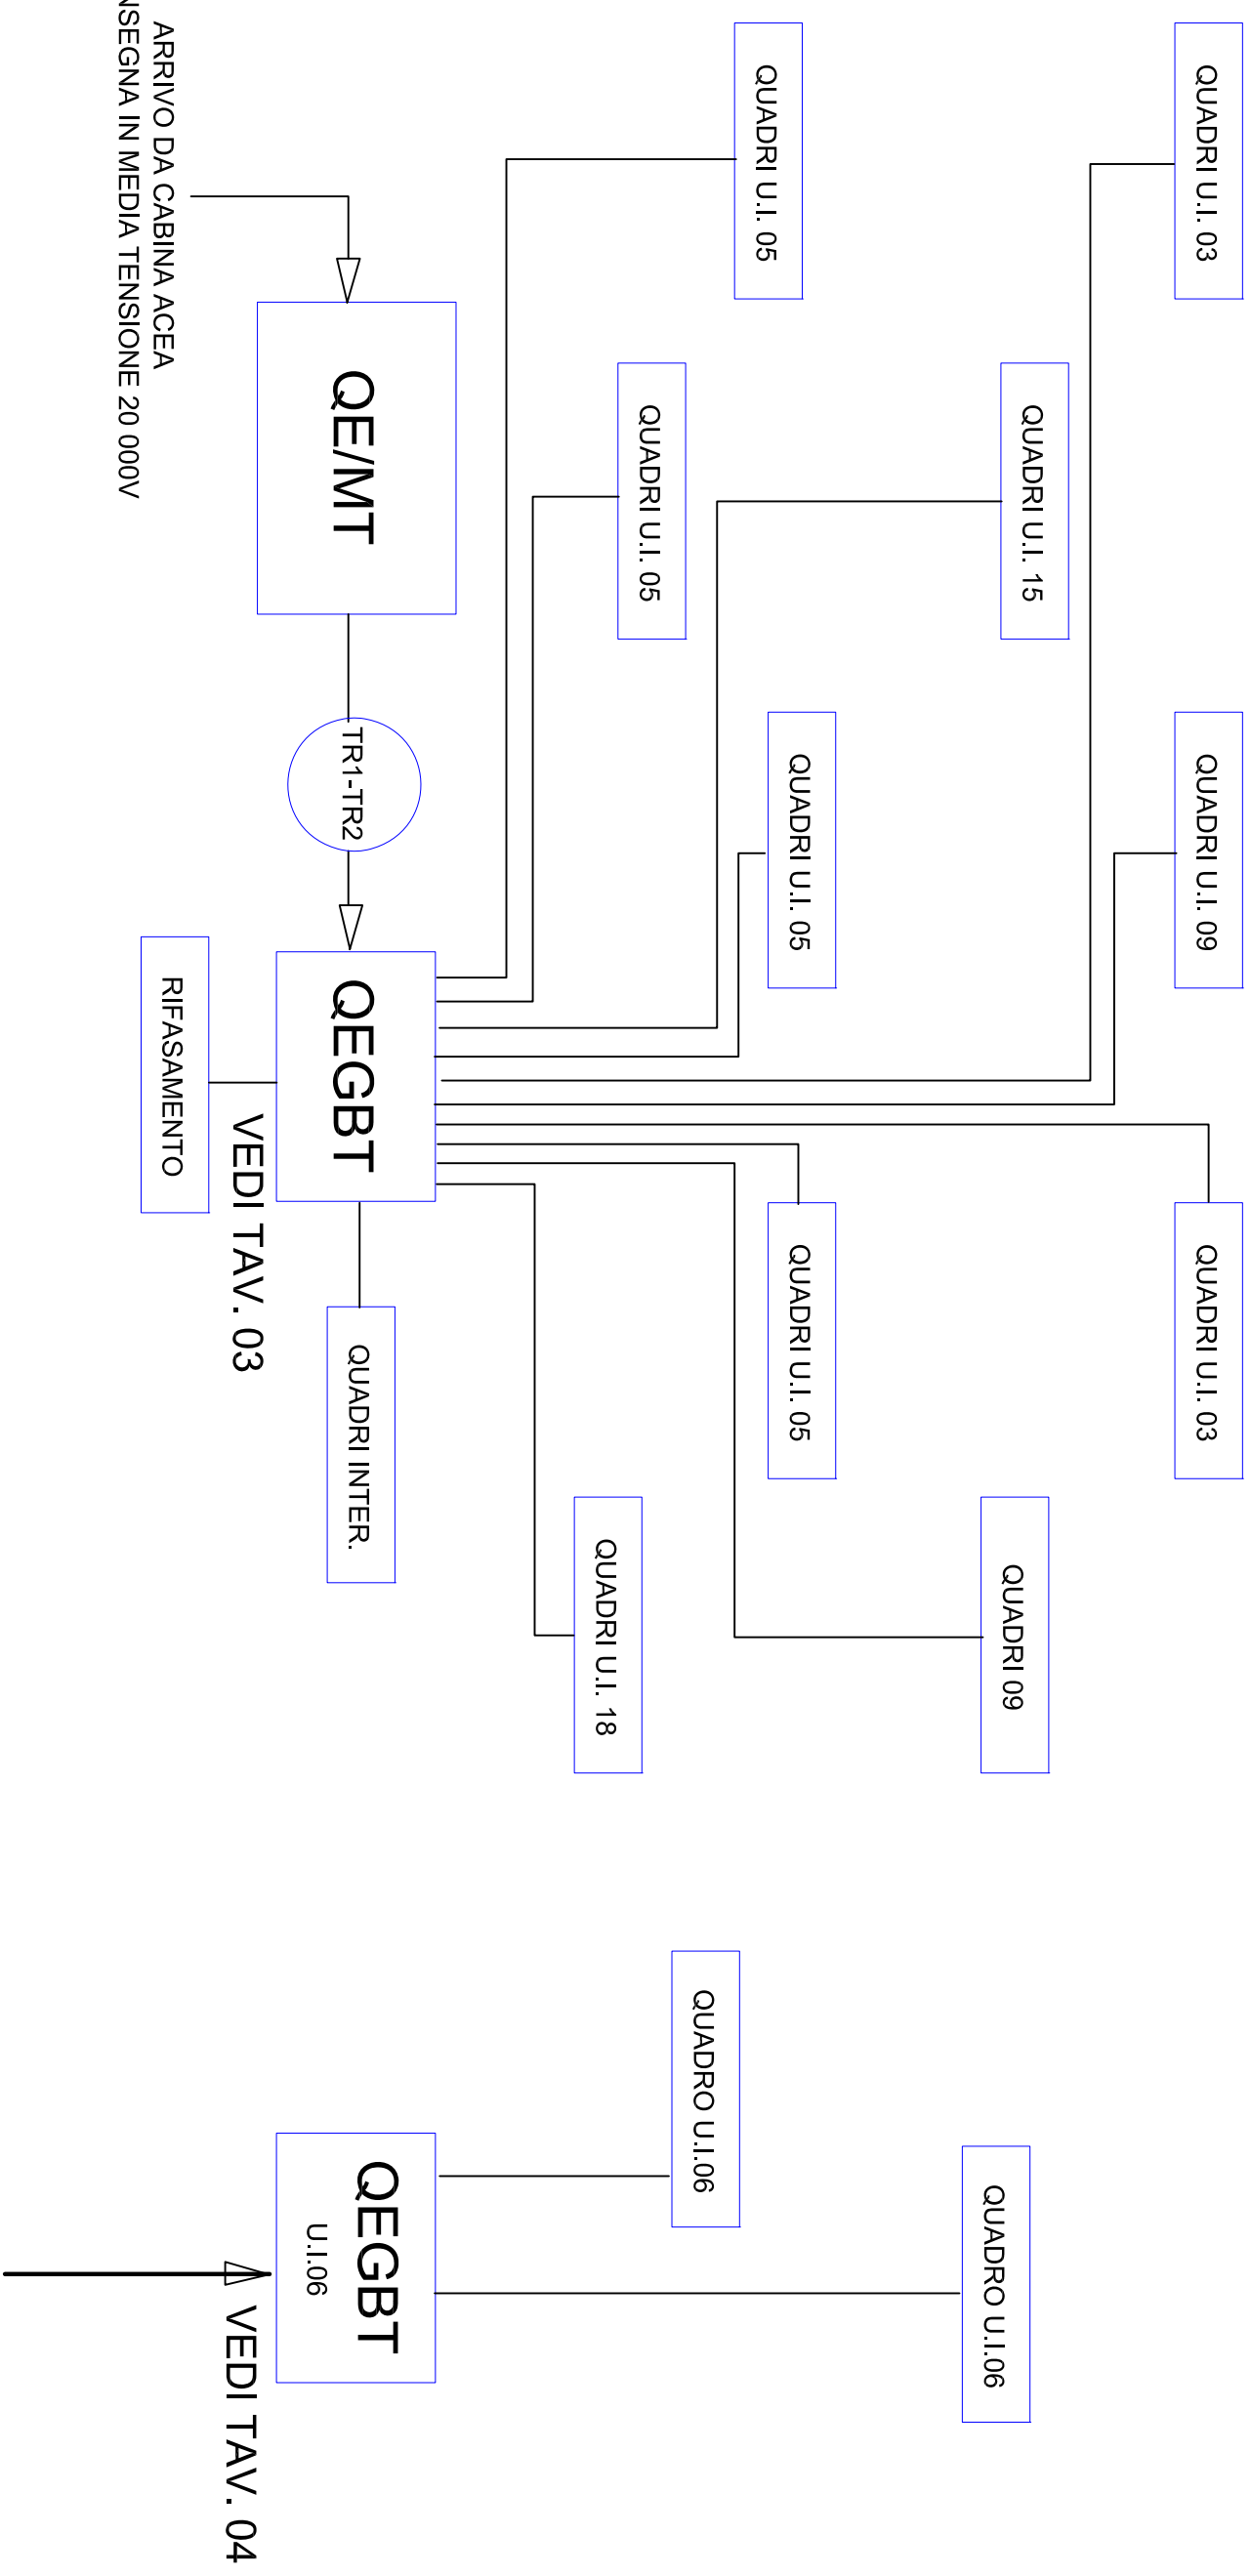 QUADRI U.I. 03
QUADRI U.I. 09
QUADRI U.I. 03
QUADRI U.I. 15
QUADRI 09
QUADRO U.I.06
QUADRI U.I. 05
QUADRI U.I. 05
QUADRI U.I. 05
QUADRO U.I.06
QUADRI U.I. 05
QUADRI U.I. 18
QE/MT
TR1-TR2
QEGBT
QUADRI INTER.
QEGBT
U.I.06
VEDI TAV. 03
VEDI TAV. 04
RIFASAMENTO
ARRIVO DA CABINA ACEA
NSEGNA IN MEDIA TENSIONE 20 000V